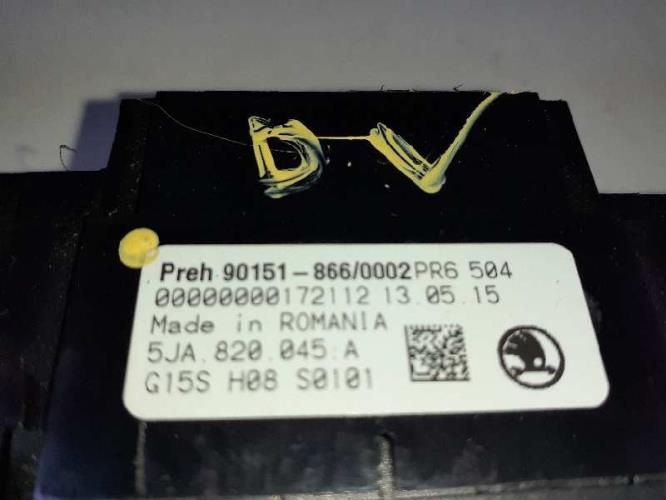 D-V
Preh 90151-866/0002PR6 504
00000000172112 13.05.15
Made in ROMANIA
5JA.820.045.A
G15S H08 S0101